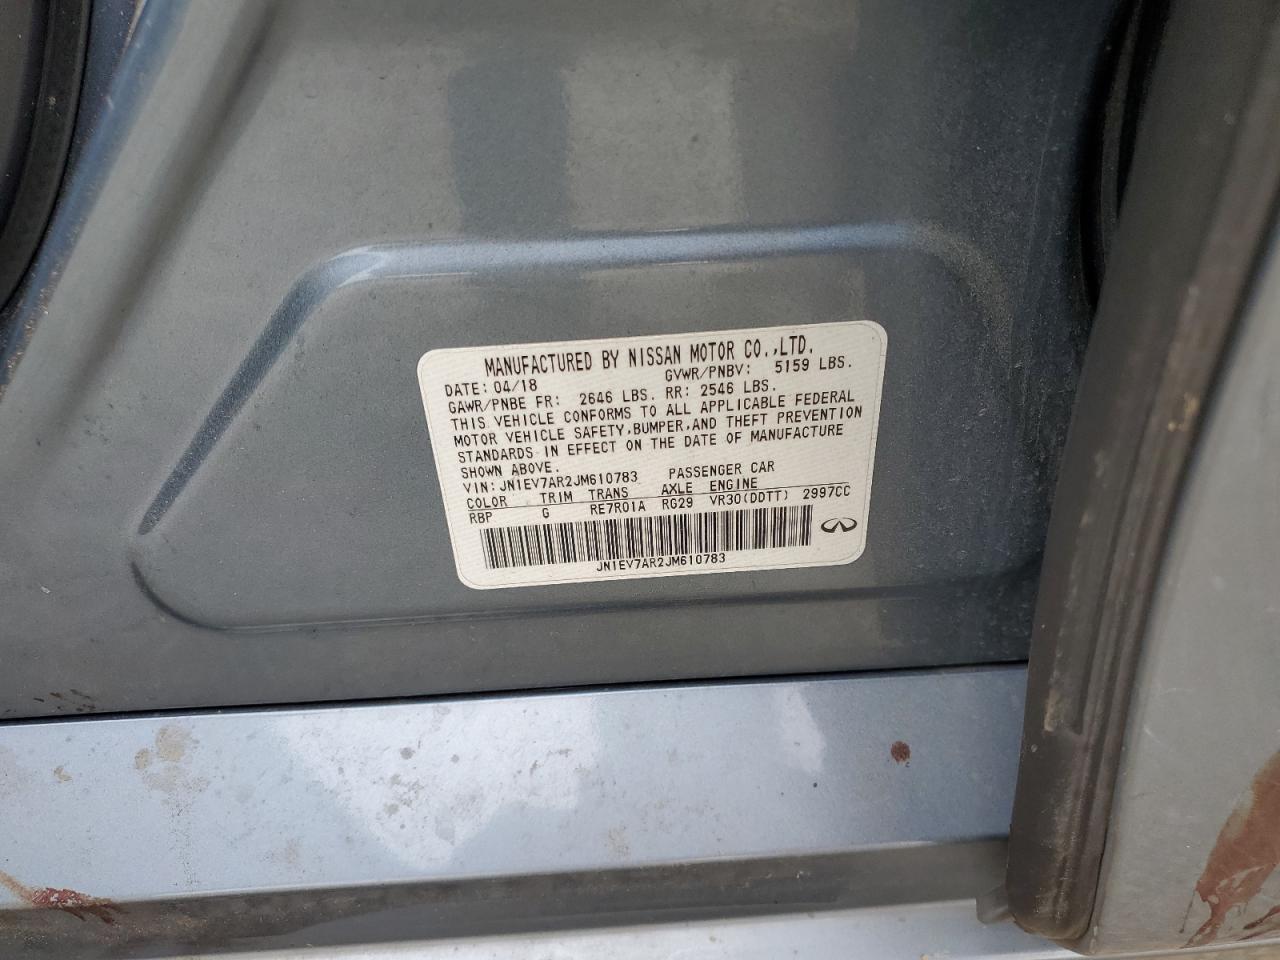 MANUFACTURED BY NISSAN MOTOR CO.,LTD.
DATE: 04/18 GVWR/PNBV: 5159 LBS.
GAWR/PNBE FR: 2646 LBS. RR: 2546 LBS.
THIS VEHICLE CONFORMS TO ALL APPLICABLE FEDERAL
MOTOR VEHICLE SAFETY,BUMPER,AND THEFT PREVENTION
STANDARDS IN EFFECT ON THE DATE OF MANUFACTURE
SHOWN ABOVE.
VIN: JN1EV7AR2JM610783 PASSENGER CAR
COLOR TRIM TRANS AXLE ENGINE
RBP G RE7R01A RG29 VR30(DDTT) 2997CC
JN1EV7AR2JM610783